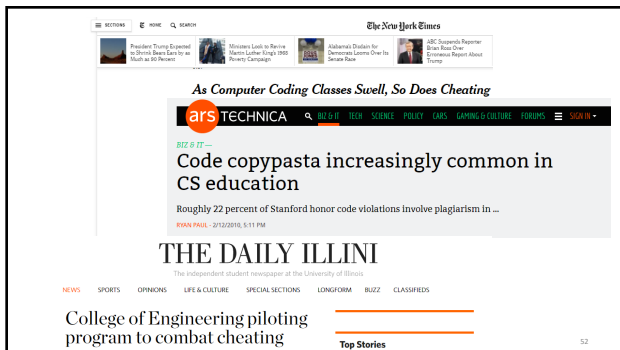 SECTIONS HOME SEARCH The New York Times
President Trump Expected
to Shrink Bears Ears by as
Much as 90 Percent
Ministers Look to Revive
Martin Luther King's 1968
Poverty Campaign
Alabama's Disdain for
Democrats Looms Over Its
Senate Race
ABC Suspends Reporter
Brian Ross Over
Erroneous Report About
Trump
As Computer Coding Classes Swell, So Does Cheating
ars TECHNICA BIZ & IT TECH SCIENCE POLICY CARS GAMING & CULTURE FORUMS SIGN IN
BIZ & IT —
Code copypasta increasingly common in
CS education
Roughly 22 percent of Stanford honor code violations involve plagiarism in ...
RYAN PAUL - 2/12/2010, 5:11 PM
THE DAILY ILLINI
The independent student newspaper at the University of Illinois
NEWS SPORTS OPINIONS LIFE & CULTURE SPECIAL SECTIONS LONGFORM BUZZ CLASSIFIEDS
College of Engineering piloting
program to combat cheating
Top Stories
52